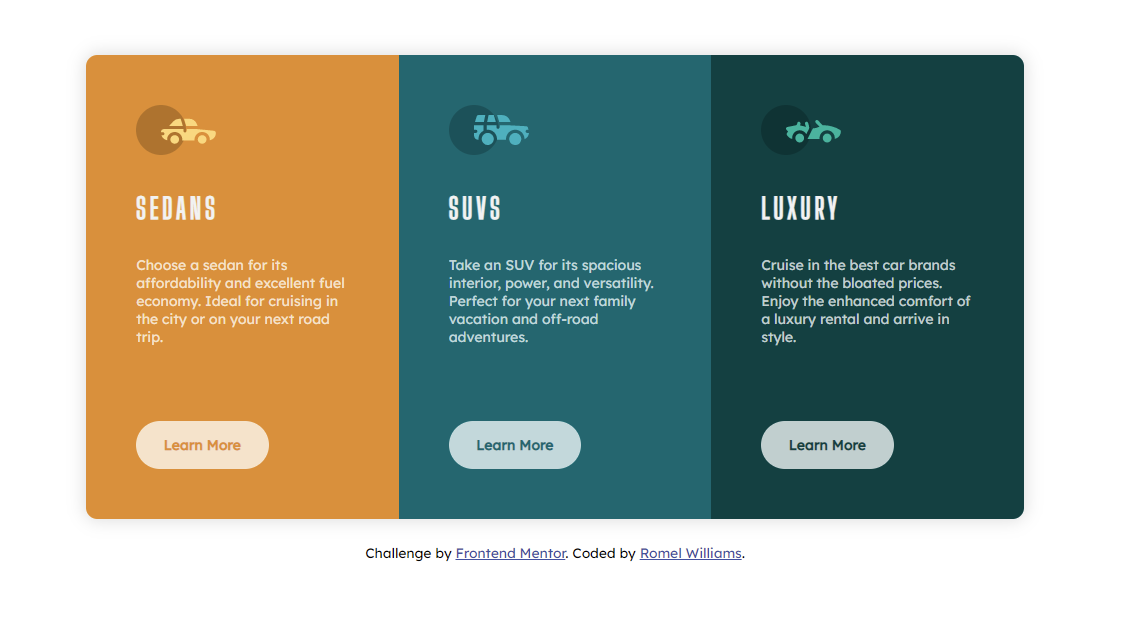 SEDANS
Choose a sedan for its
affordability and excellent fuel
economy. Ideal for cruising in
the city or on your next road
trip.
Learn More
SUVS
Take an SUV for its spacious
interior, power, and versatility.
Perfect for your next family
vacation and off-road
adventures.
Learn More
LUXURY
Cruise in the best car brands
without the bloated prices.
Enjoy the enhanced comfort of
a luxury rental and arrive in
style.
Learn More
Challenge by Frontend Mentor. Coded by Romel Williams.